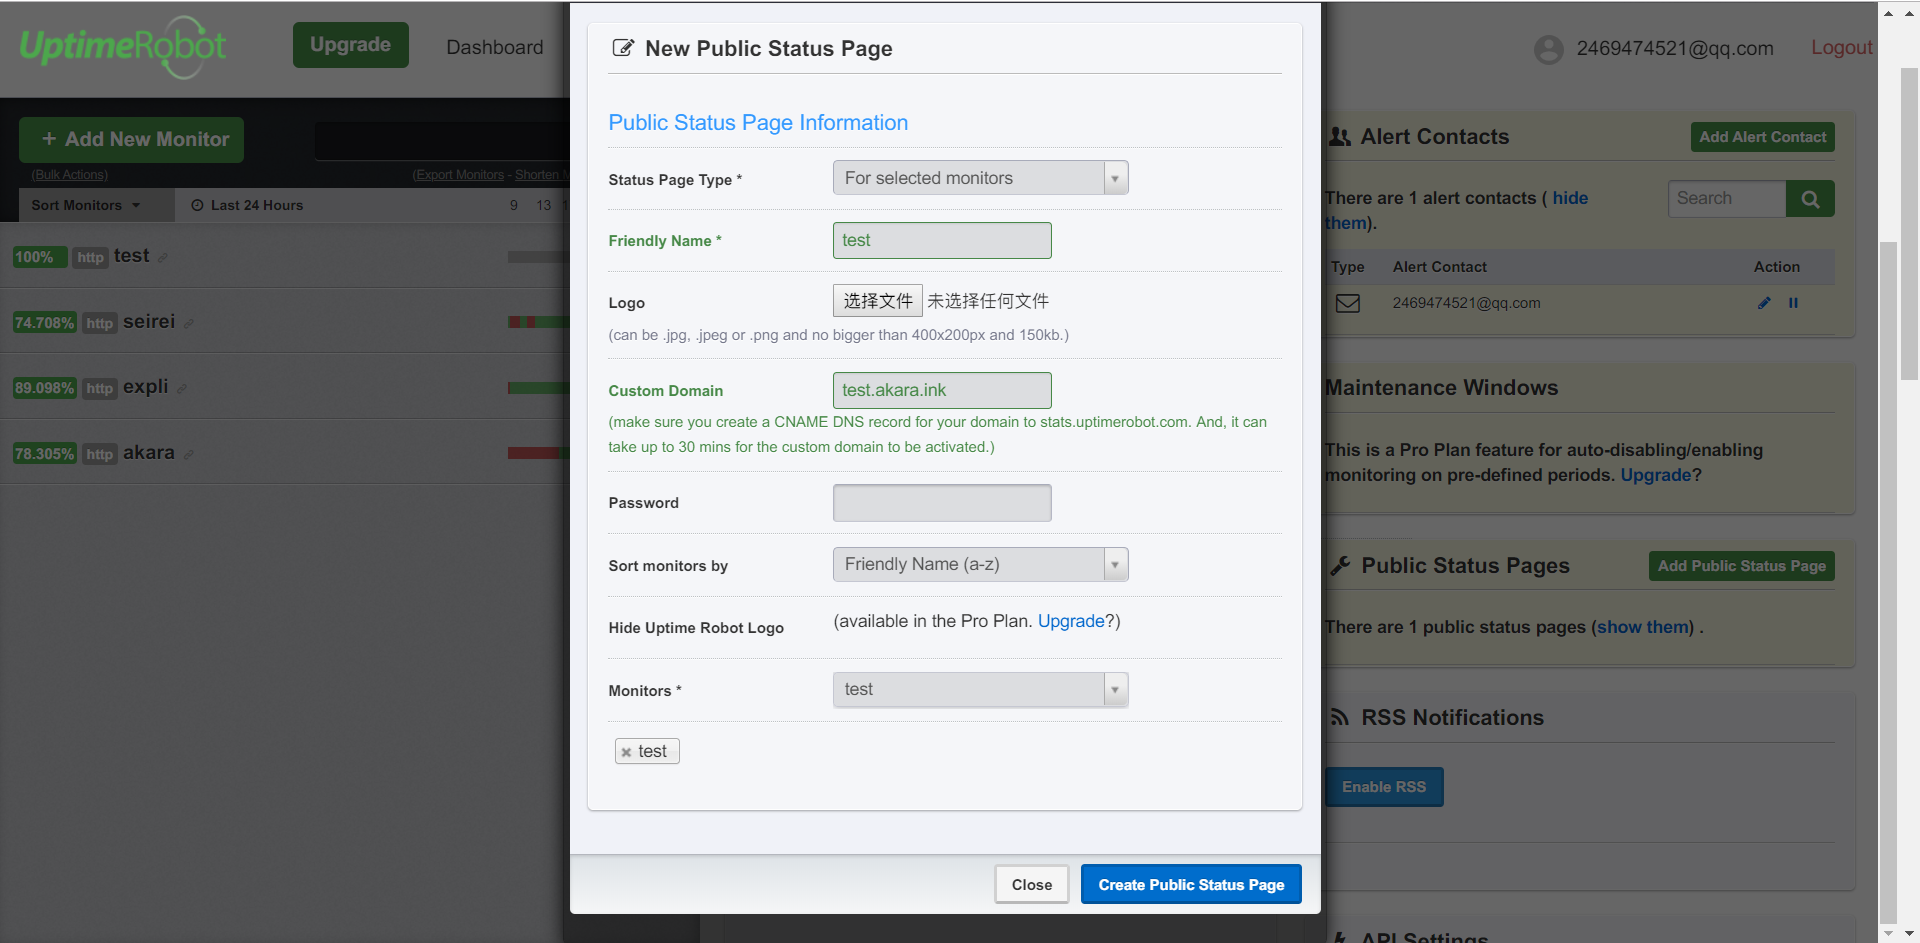 UptimeRobot
Upgrade
Dashboard
2469474521@qq.com
Logout
+ Add New Monitor
(Bulk Actions)
(Export Monitors - Shorten
Sort Monitors
Last 24 Hours
9 13
100% http test
74.708% http seirei
89.098% http expli
78.305% http akara
New Public Status Page
Public Status Page Information
Status Page Type *
For selected monitors
Friendly Name *
test
Logo
选择文件 未选择任何文件
(can be .jpg, .jpeg or .png and no bigger than 400x200px and 150kb.)
Custom Domain
test.akara.ink
(make sure you create a CNAME DNS record for your domain to stats.uptimerobot.com. And, it can
take up to 30 mins for the custom domain to be activated.)
Password
Sort monitors by
Friendly Name (a-z)
Hide Uptime Robot Logo
(available in the Pro Plan. Upgrade?)
Monitors *
test
× test
Close
Create Public Status Page
Alert Contacts
Add Alert Contact
There are 1 alert contacts ( hide
them).
Search
Type Alert Contact Action
2469474521@qq.com
Maintenance Windows
This is a Pro Plan feature for auto-disabling/enabling
monitoring on pre-defined periods. Upgrade?
Public Status Pages
Add Public Status Page
There are 1 public status pages (show them) .
RSS Notifications
Enable RSS
API Settings